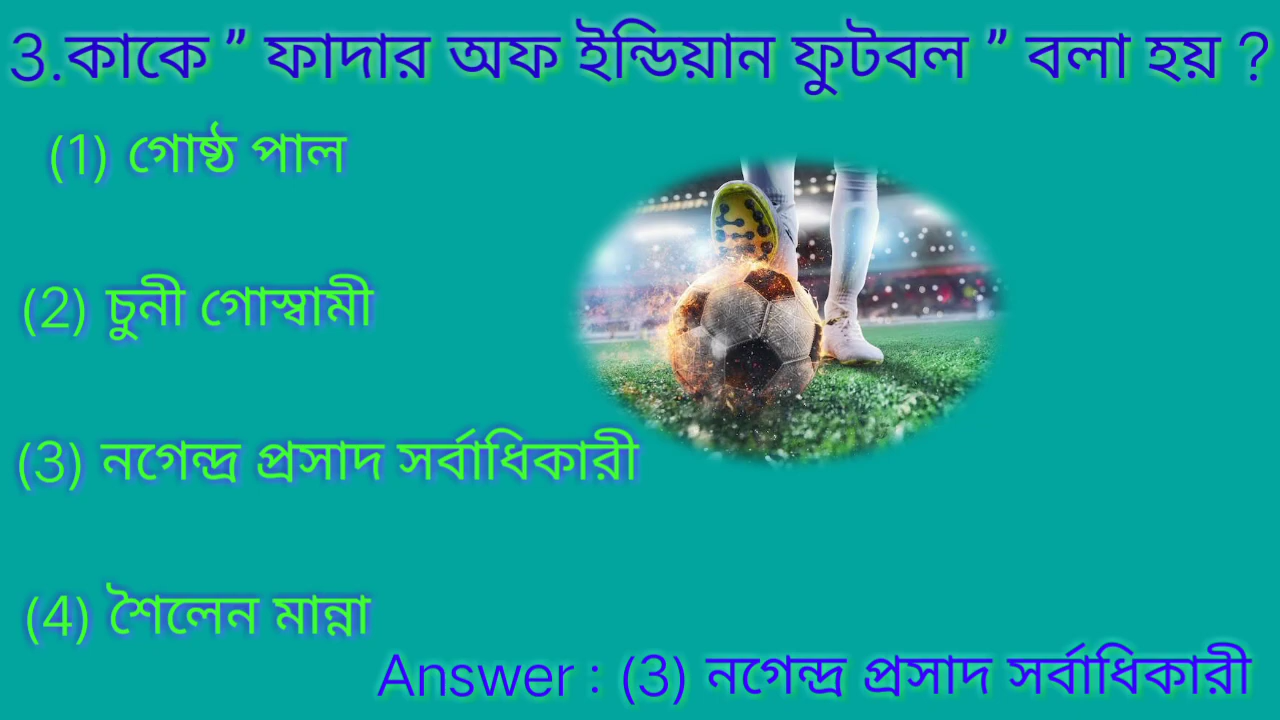 3.কাকে ” ফাদার অফ ইন্ডিয়ান ফুটবল ” বলা হয় ?
(1) গোষ্ঠ পাল
(2) চুনী গোস্বামী
(3) নগেন্দ্র প্রসাদ সর্বাধিকারী
(4) শৈলেন মান্না
Answer : (3) নগেন্দ্র প্রসাদ সর্বাধিকারী